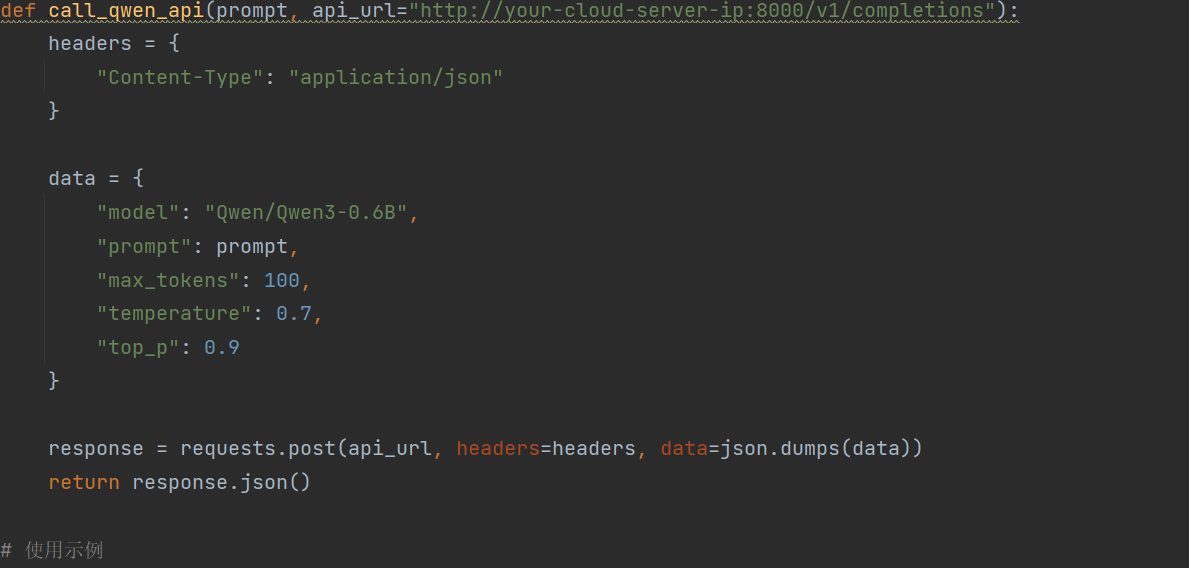 def call_qwen_api(prompt, api_url="http://your-cloud-server-ip:8000/v1/completions"):
    headers = {
        "Content-Type": "application/json"
    }
    data = {
        "model": "Qwen/Qwen3-0.6B",
        "prompt": prompt,
        "max_tokens": 100,
        "temperature": 0.7,
        "top_p": 0.9
    }
    response = requests.post(api_url, headers=headers, data=json.dumps(data))
    return response.json()
# 使用示例